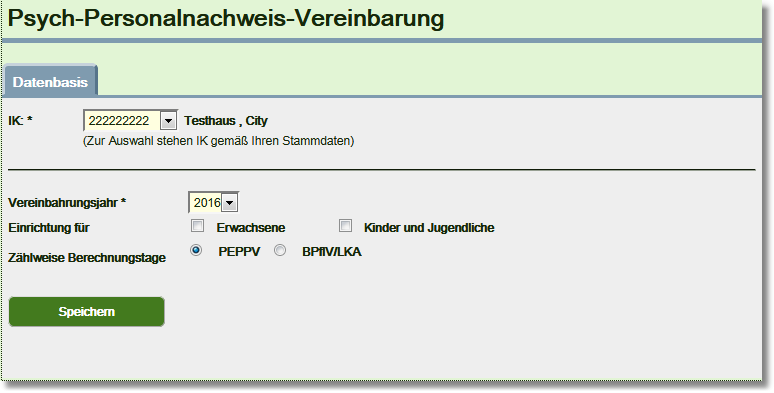 Psych-Personalnachweis-Vereinbarung
Datenbasis
IK: * 222222222 Testhaus , City
(Zur Auswahl stehen IK gemäß Ihren Stammdaten)
Vereinbahrungsjahr * 2016
Einrichtung für Erwachsene Kinder und Jugendliche
Zählweise Berechnungstage PEPPV BPflV/LKA
Speichern